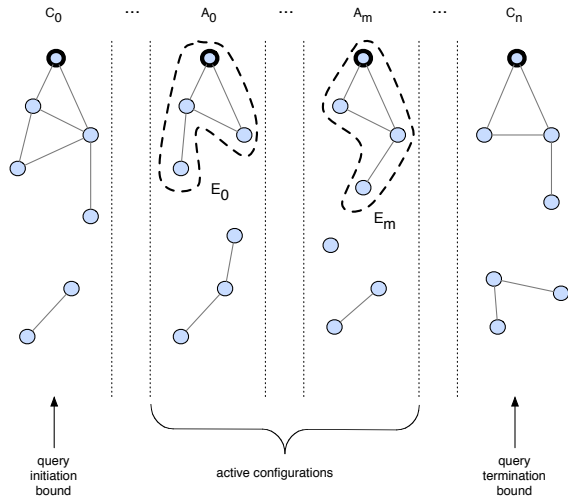 C0 ... A0 ... Am ... Cn
E0
Em
query
initiation
bound
active configurations
query
termination
bound